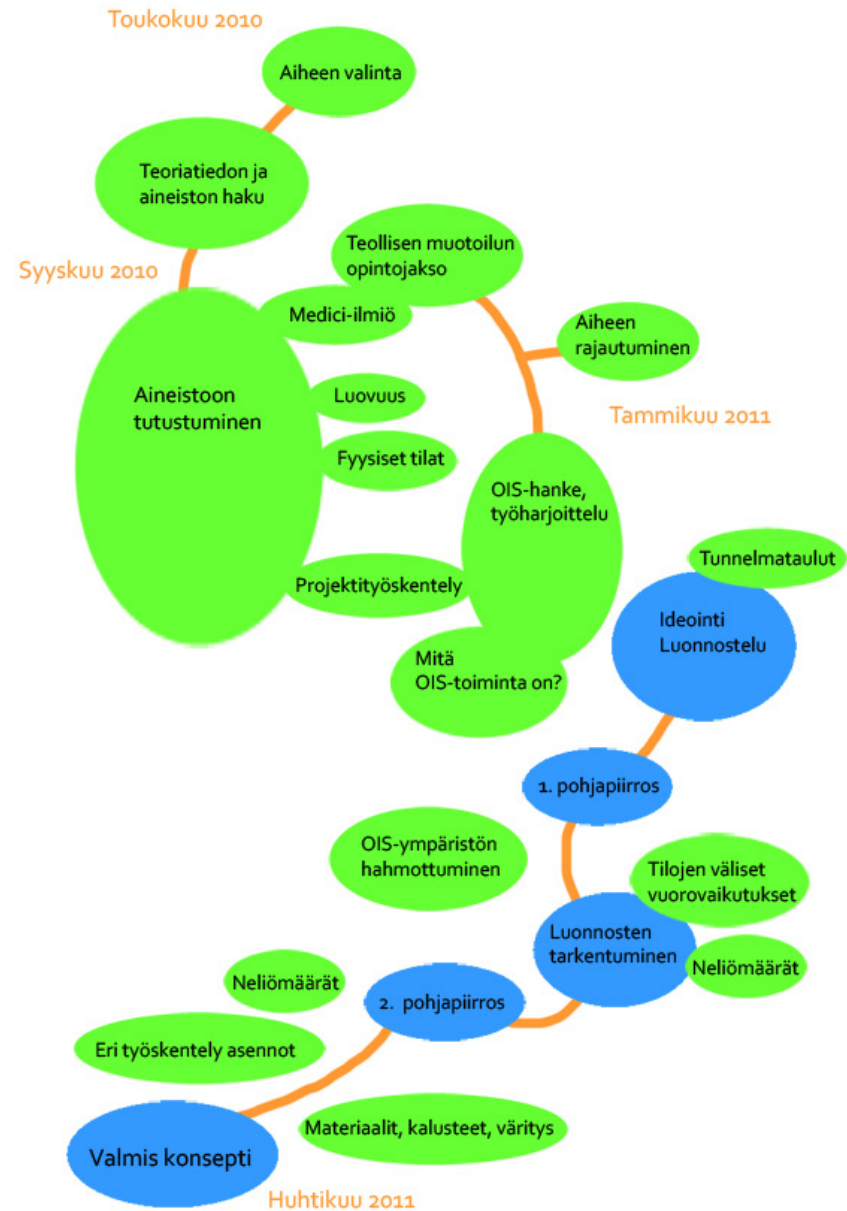 Toukokuu 2010
Aiheen valinta
Teoriatiedon ja
aineiston haku
Syyskuu 2010
Teollisen muotoilun
opintojakso
Medici-ilmiö
Aiheen
rajautuminen
Aineistoon
tutustuminen
Luovuus
Tammikuu 2011
Fyysiset tilat
OIS-hanke,
työharjoittelu
Projektityöskentely
Tunnelmataulut
Ideointi
Luonnostelu
Mitä
OIS-toiminta on?
1. pohjapiirros
OIS-ympäristön
hahmottuminen
Tilojen väliset
vuorovaikutukset
Luonnosten
tarkentuminen
Neliömäärät
Neliömäärät
2. pohjapiirros
Eri työskentely asennot
Materiaalit, kalusteet, väritys
Valmis konsepti
Huhtikuu 2011